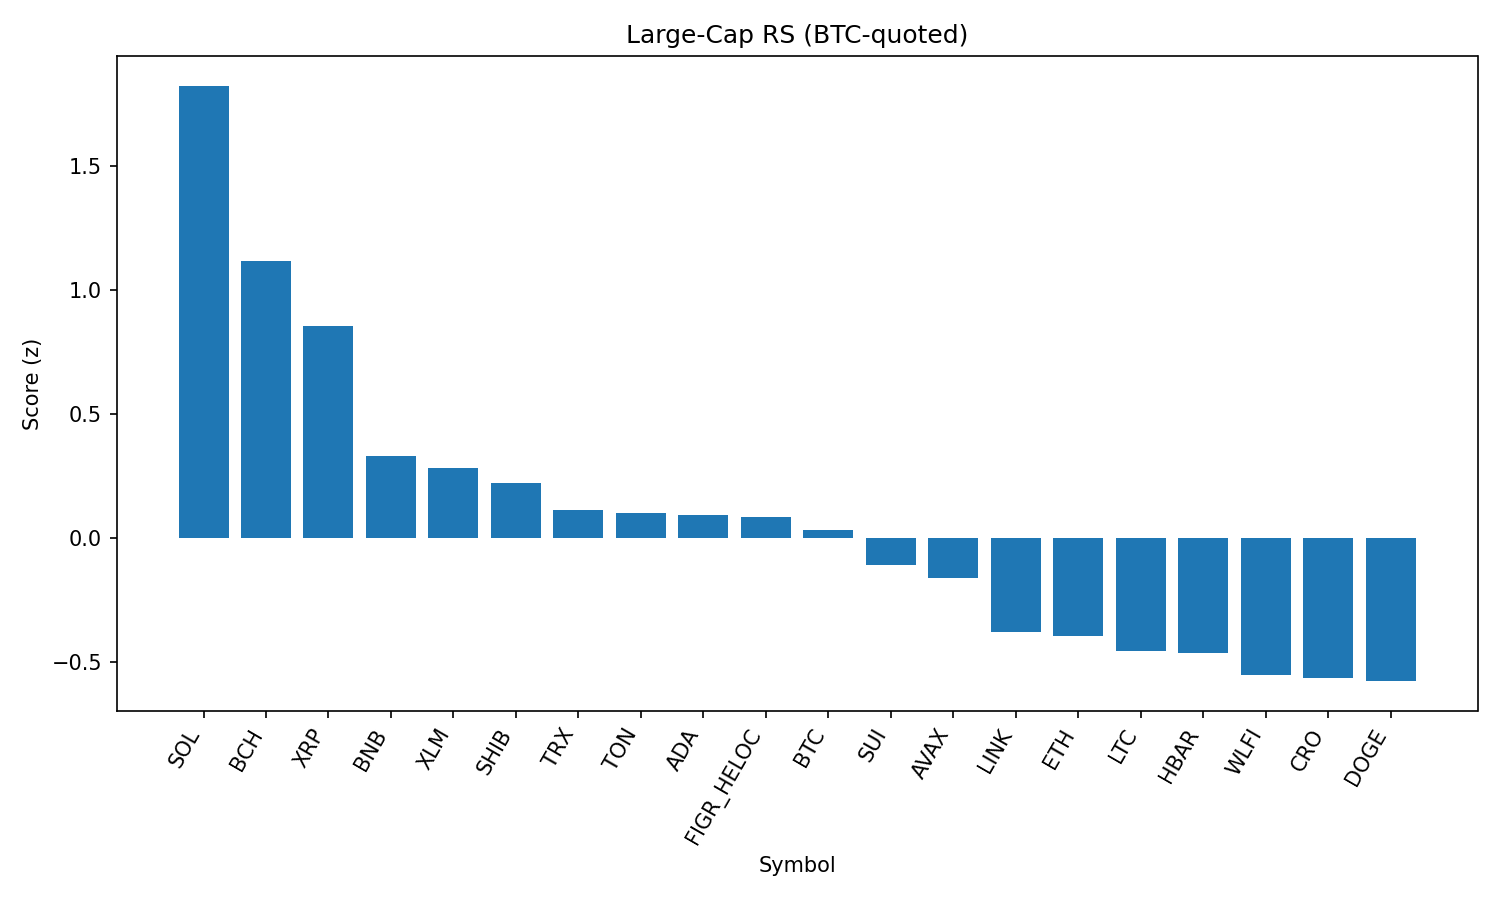 Large-Cap RS (BTC-quoted)
Score (z)
1.5
1.0
0.5
0.0
−0.5
SOL
BCH
XRP
BNB
XLM
SHIB
TRX
TON
ADA
FIGR_HELOC
BTC
SUI
AVAX
LINK
ETH
LTC
HBAR
WLFI
CRO
DOGE
Symbol